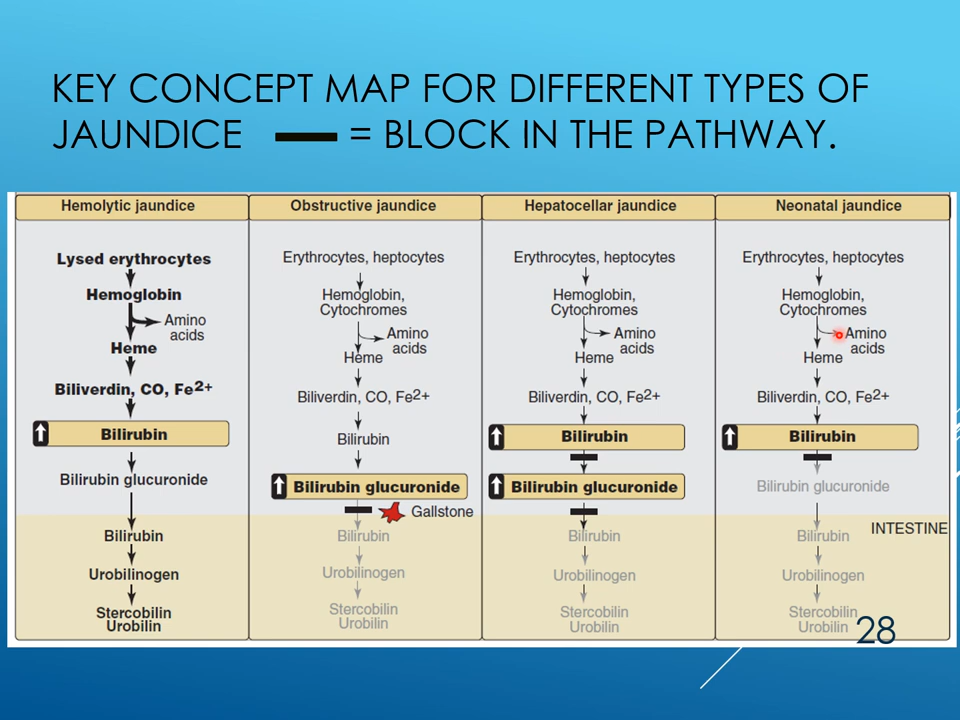 KEY CONCEPT MAP FOR DIFFERENT TYPES OF
JAUNDICE = BLOCK IN THE PATHWAY.
Hemolytic jaundice
Lysed erythrocytes
Hemoglobin
Amino
acids
Heme
Biliverdin, CO, Fe2+
Bilirubin
Bilirubin glucuronide
Bilirubin
Urobilinogen
Stercobilin
Urobilin
Obstructive jaundice
Erythrocytes, heptocytes
Hemoglobin,
Cytochromes
Amino
acids
Heme
Biliverdin, CO, Fe2+
Bilirubin
Bilirubin glucuronide
Gallstone
Bilirubin
Urobilinogen
Stercobilin
Urobilin
Hepatocellar jaundice
Erythrocytes, heptocytes
Hemoglobin,
Cytochromes
Amino
acids
Heme
Biliverdin, CO, Fe2+
Bilirubin
Bilirubin glucuronide
Bilirubin
Urobilinogen
Stercobilin
Urobilin
Neonatal jaundice
Erythrocytes, heptocytes
Hemoglobin,
Cytochromes
Amino
acids
Heme
Biliverdin, CO, Fe2+
Bilirubin
Bilirubin glucuronide
INTESTINE
Bilirubin
Urobilinogen
Stercobilin
Urobilin
28